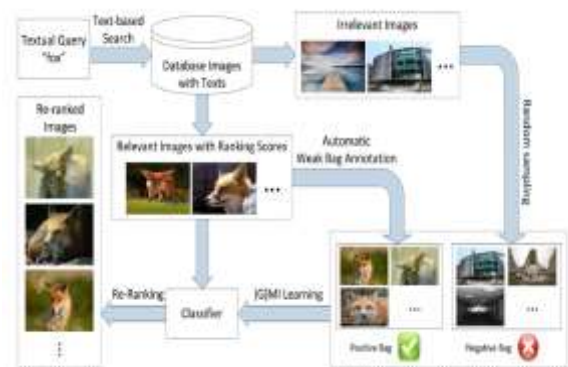 Textual Query
"fox"
Text-based
Search
Database Images
with Texts
Irrelevant Images
...
Re-ranked
Images
Relevant Images with Ranking Scores
...
Automatic
Weak Bag Annotation
Random sampling
Re-Ranking
Classifier
(G)MI Learning
...
...
Positive Bag
Negative Bag